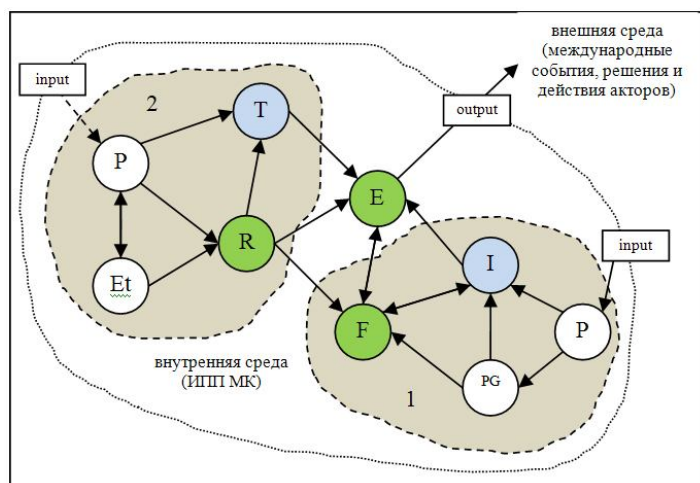 внешняя среда
(международные
события, решения и
действия акторов)
input
output
2
T
P
E
R
Et
input
I
F
P
PG
внутренняя среда
(ИПП МК)
1